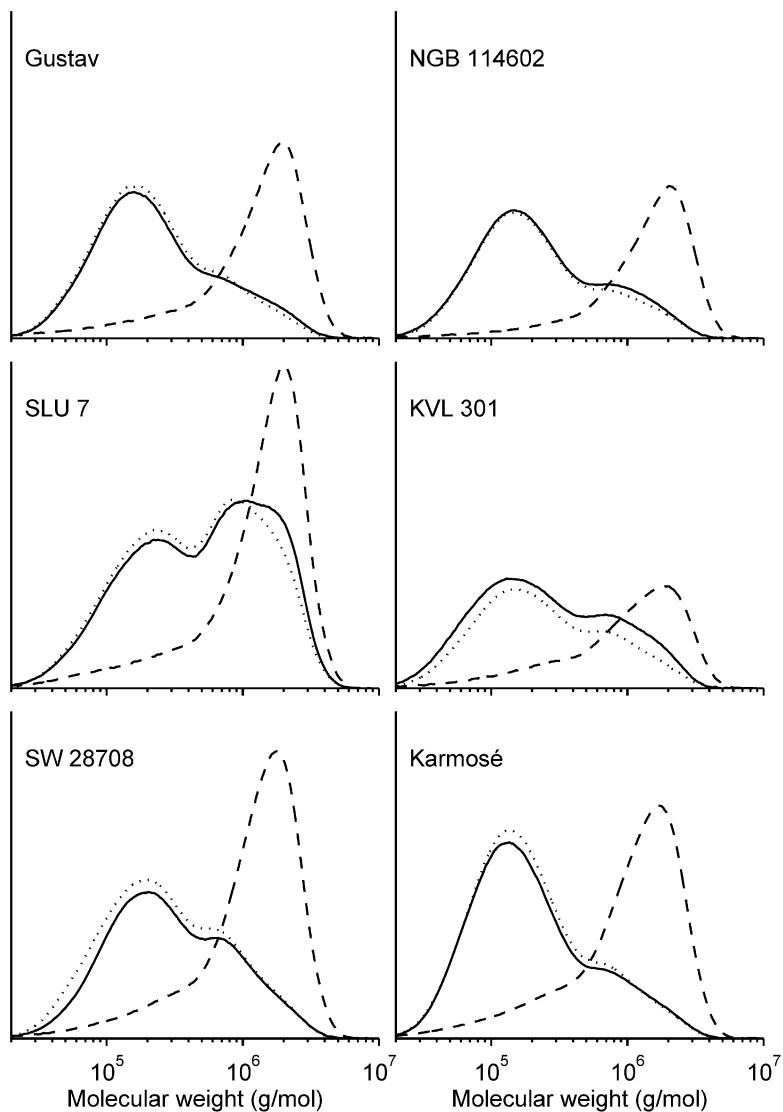 Gustav
NGB 114602
SLU 7
KVL 301
SW 28708
Karmosé
10^5 10^6 10^7 10^5 10^6 10^7
Molecular weight (g/mol) Molecular weight (g/mol)